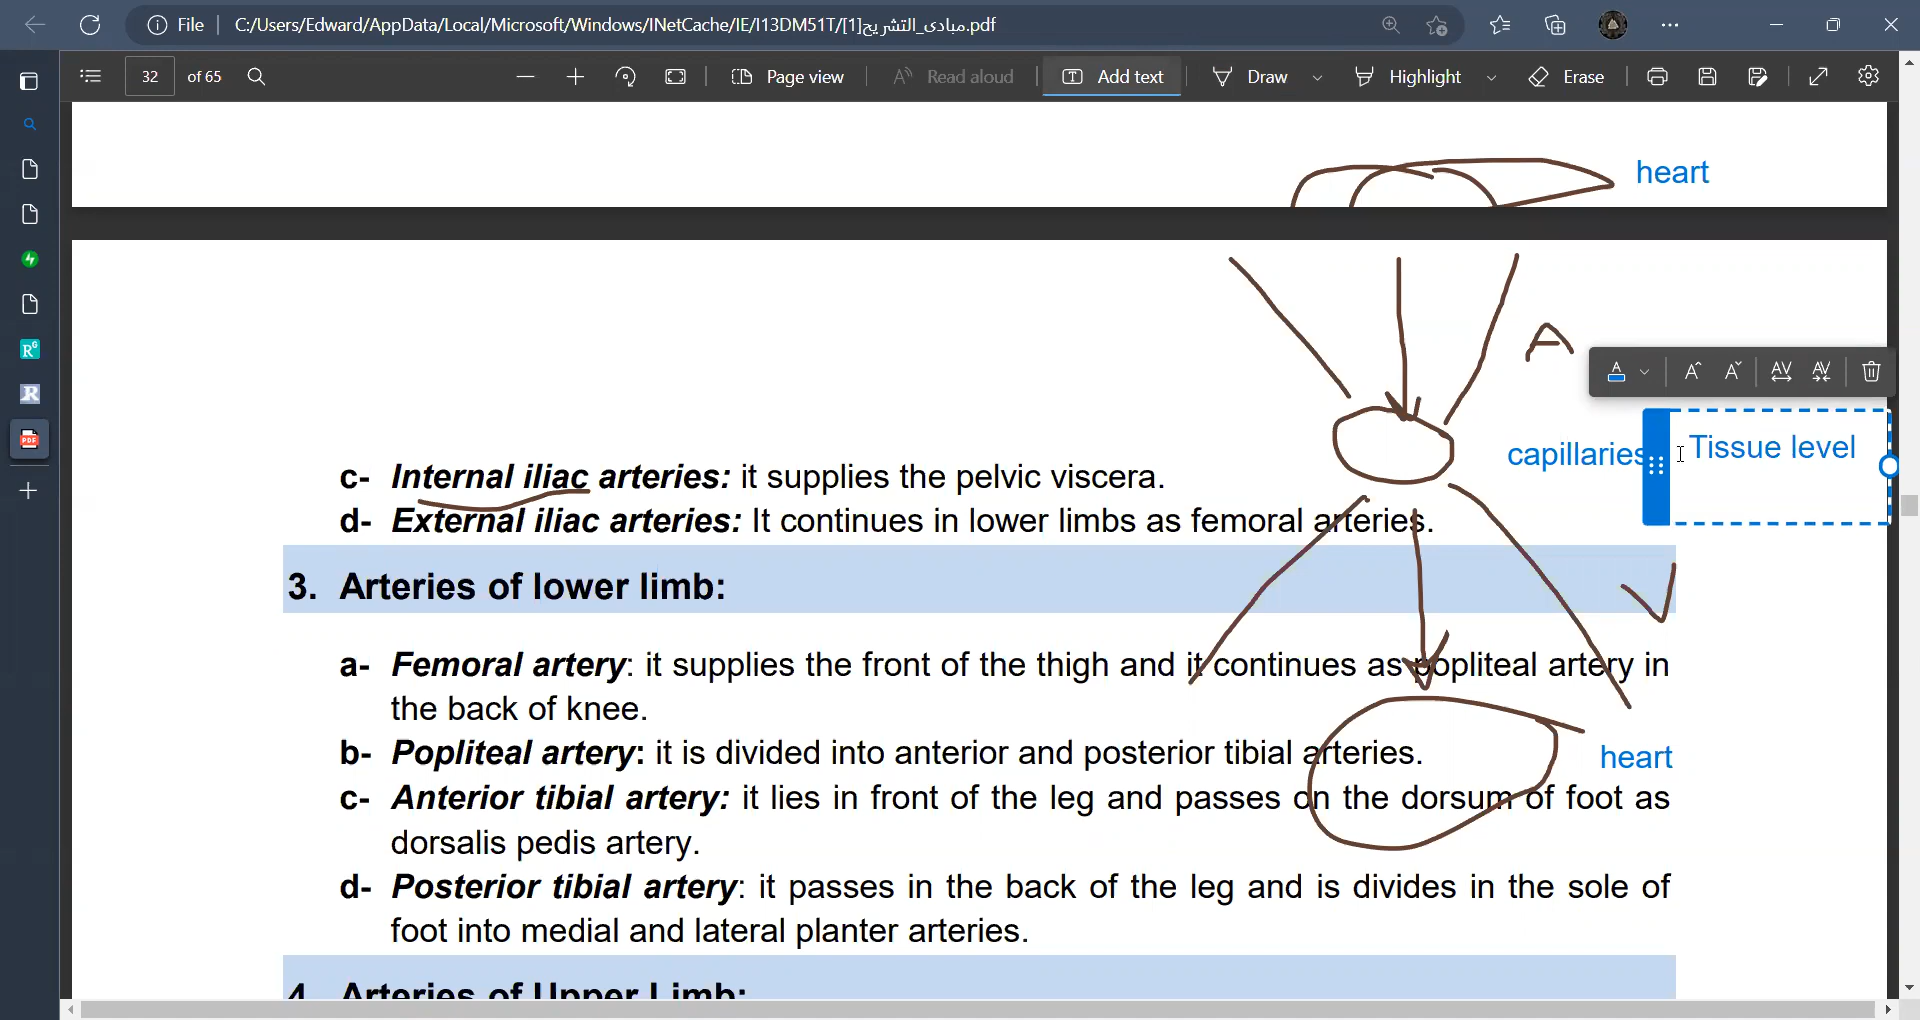 File
C:/Users/Edward/AppData/Local/Microsoft/Windows/INetCache/IE/I13DM51T/[1]مبادى_التشريح.pdf
32 of 65
Page view
Read aloud
Add text
Draw
Highlight
Erase
heart
A
capillaries
Tissue level
c- Internal iliac arteries: it supplies the pelvic viscera.
d- External iliac arteries: It continues in lower limbs as femoral arteries.
3. Arteries of lower limb:
V
a- Femoral artery: it supplies the front of the thigh and it continues as popliteal artery in
the back of knee.
b- Popliteal artery: it is divided into anterior and posterior tibial arteries.
heart
c- Anterior tibial artery: it lies in front of the leg and passes on the dorsum of foot as
dorsalis pedis artery.
d- Posterior tibial artery: it passes in the back of the leg and is divides in the sole of
foot into medial and lateral planter arteries.
4. Arteries of Upper Limb: